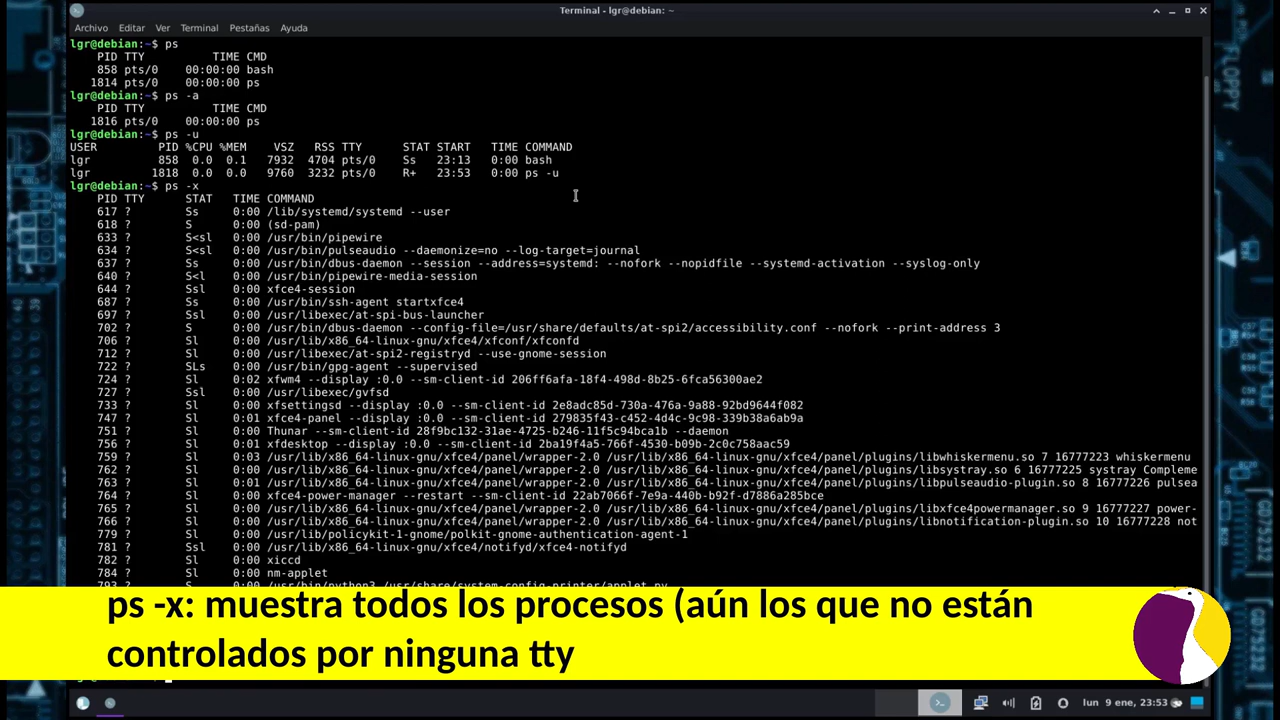 Terminal - lgr@debian: ~
Archivo Editar Ver Terminal Pestañas Ayuda
lgr@debian:~$ ps
PID TTY TIME CMD
858 pts/0 00:00:00 bash
1814 pts/0 00:00:00 ps
lgr@debian:~$ ps -a
PID TTY TIME CMD
1816 pts/0 00:00:00 ps
lgr@debian:~$ ps -u
USER PID %CPU %MEM VSZ RSS TTY STAT START TIME COMMAND
lgr 858 0.0 0.1 7932 4704 pts/0 Ss 23:13 0:00 bash
lgr 1818 0.0 0.0 9760 3232 pts/0 R+ 23:53 0:00 ps -u
lgr@debian:~$ ps -x
PID TTY STAT TIME COMMAND
617 ? Ss 0:00 /lib/systemd/systemd --user
618 ? S 0:00 (sd-pam)
633 ? S<sl 0:00 /usr/bin/pipewire
634 ? S<sl 0:00 /usr/bin/pulseaudio --daemonize=no --log-target=journal
637 ? Ss 0:00 /usr/bin/dbus-daemon --session --address=systemd: --nofork --nopidfile --systemd-activation --syslog-only
640 ? S<l 0:00 /usr/bin/pipewire-media-session
644 ? Ssl 0:00 xfce4-session
687 ? Ss 0:00 /usr/bin/ssh-agent startxfce4
697 ? Ssl 0:00 /usr/libexec/at-spi-bus-launcher
702 ? S 0:00 /usr/bin/dbus-daemon --config-file=/usr/share/defaults/at-spi2/accessibility.conf --nofork --print-address 3
706 ? Sl 0:00 /usr/lib/x86_64-linux-gnu/xfce4/xfconf/xfconfd
712 ? Sl 0:00 /usr/libexec/at-spi2-registryd --use-gnome-session
722 ? SLs 0:00 /usr/bin/gpg-agent --supervised
724 ? Sl 0:02 xfwm4 --display :0.0 --sm-client-id 206ff6afa-18f4-498d-8b25-6fca56300ae2
727 ? Ssl 0:00 /usr/libexec/gvfsd
733 ? Sl 0:00 xfsettingsd --display :0.0 --sm-client-id 2e8adc85d-730a-476a-9a88-92bd9644f082
747 ? Sl 0:01 xfce4-panel --display :0.0 --sm-client-id 279835f43-c452-4d4c-9c98-339b38a6ab9a
751 ? Sl 0:00 Thunar --sm-client-id 28f9bc132-31ae-4725-b246-11f5c94bca1b --daemon
756 ? Sl 0:01 xfdesktop --display :0.0 --sm-client-id 2ba19f4a5-766f-4530-b09b-2c0c758aac59
759 ? Sl 0:03 /usr/lib/x86_64-linux-gnu/xfce4/panel/wrapper-2.0 /usr/lib/x86_64-linux-gnu/xfce4/panel/plugins/libwhiskermenu.so 7 16777223 whiskermenu
762 ? Sl 0:00 /usr/lib/x86_64-linux-gnu/xfce4/panel/wrapper-2.0 /usr/lib/x86_64-linux-gnu/xfce4/panel/plugins/libsystray.so 6 16777225 systray Compleme
763 ? Sl 0:01 /usr/lib/x86_64-linux-gnu/xfce4/panel/wrapper-2.0 /usr/lib/x86_64-linux-gnu/xfce4/panel/plugins/libpulseaudio-plugin.so 8 16777226 pulsea
764 ? Sl 0:00 xfce4-power-manager --restart --sm-client-id 22ab7066f-7e9a-440b-b92f-d7886a285bce
765 ? Sl 0:00 /usr/lib/x86_64-linux-gnu/xfce4/panel/wrapper-2.0 /usr/lib/x86_64-linux-gnu/xfce4/panel/plugins/libxfce4powermanager.so 9 16777227 power-
766 ? Sl 0:00 /usr/lib/x86_64-linux-gnu/xfce4/panel/wrapper-2.0 /usr/lib/x86_64-linux-gnu/xfce4/panel/plugins/libnotification-plugin.so 10 16777228 not
779 ? Sl 0:00 /usr/lib/policykit-1-gnome/polkit-gnome-authentication-agent-1
781 ? Ssl 0:00 /usr/lib/x86_64-linux-gnu/xfce4/notifyd/xfce4-notifyd
782 ? Sl 0:00 xiccd
784 ? Sl 0:00 nm-applet
793 ? Sl 0:00 /usr/bin/python3 /usr/share/system-config-printer/applet.py
ps -x: muestra todos los procesos (aún los que no están
controlados por ninguna tty
lun 9 ene, 23:53
FLOPPY